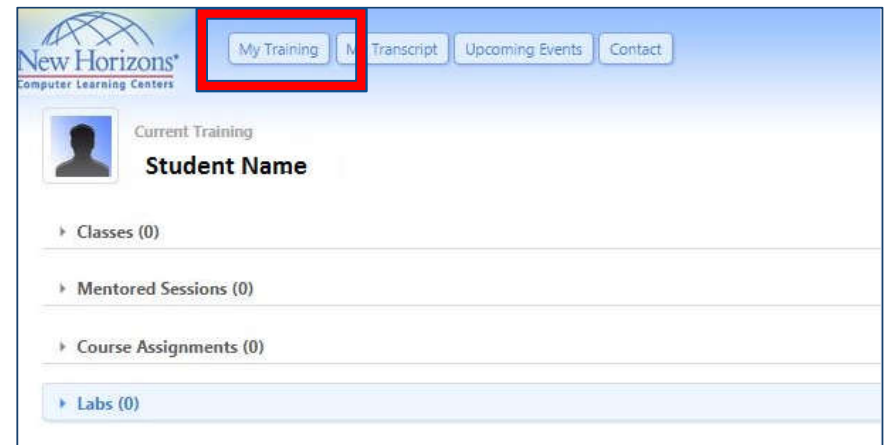 New Horizons®
Computer Learning Centers
My Training
Transcript
Upcoming Events
Contact
Current Training
Student Name
Classes (0)
Mentored Sessions (0)
Course Assignments (0)
Labs (0)